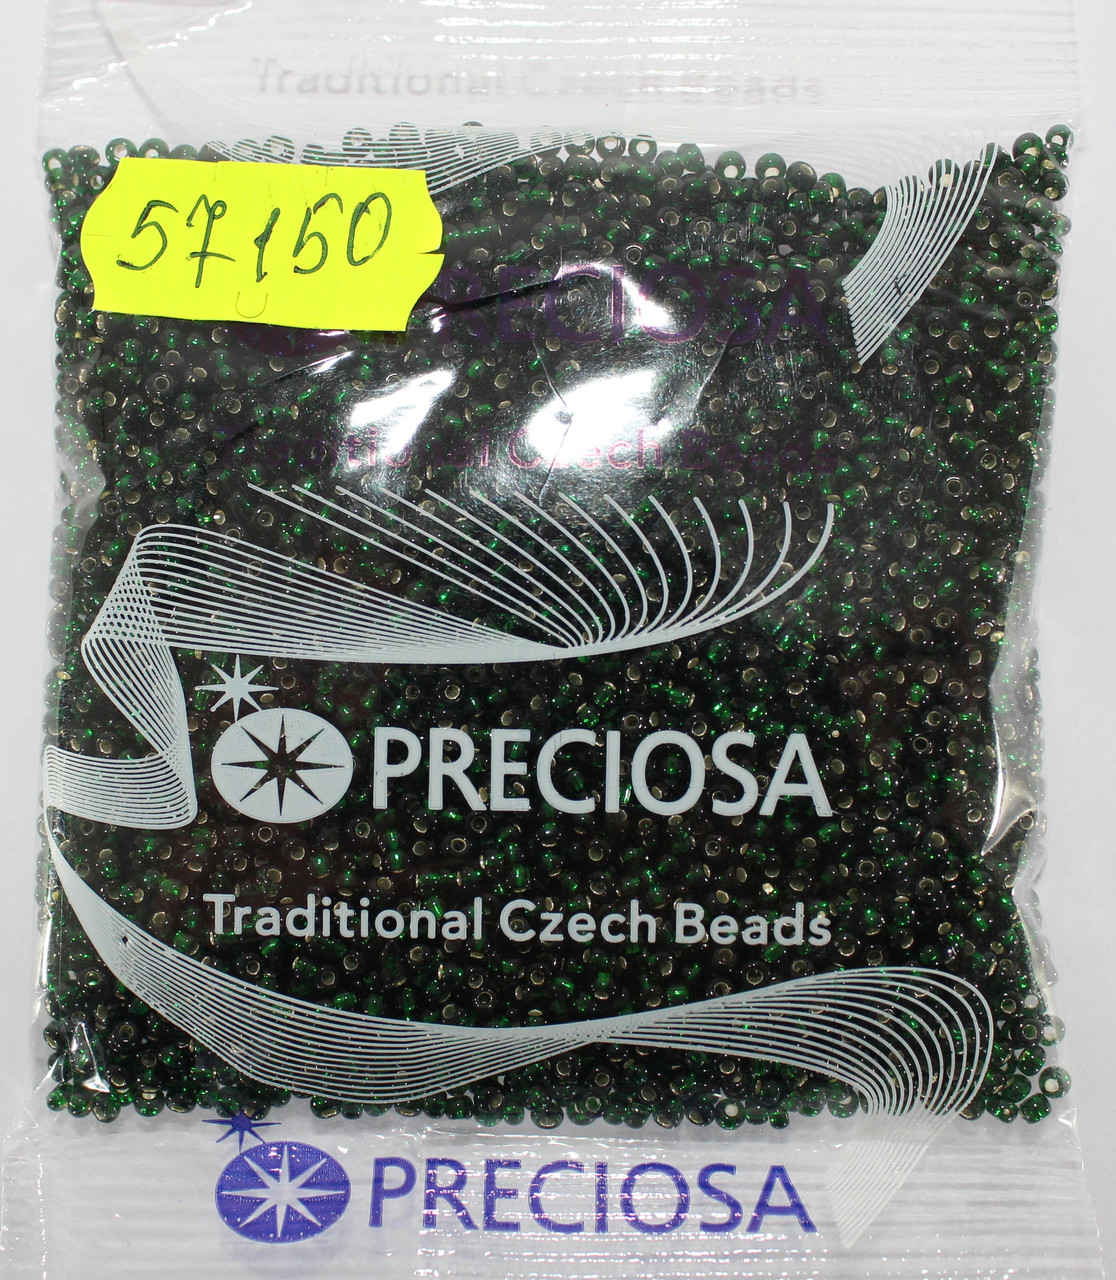 Traditional Czech Beads
57150
PRECIOSA
Traditional Czech Beads
PRECIOSA
Traditional Czech Beads
PRECIOSA